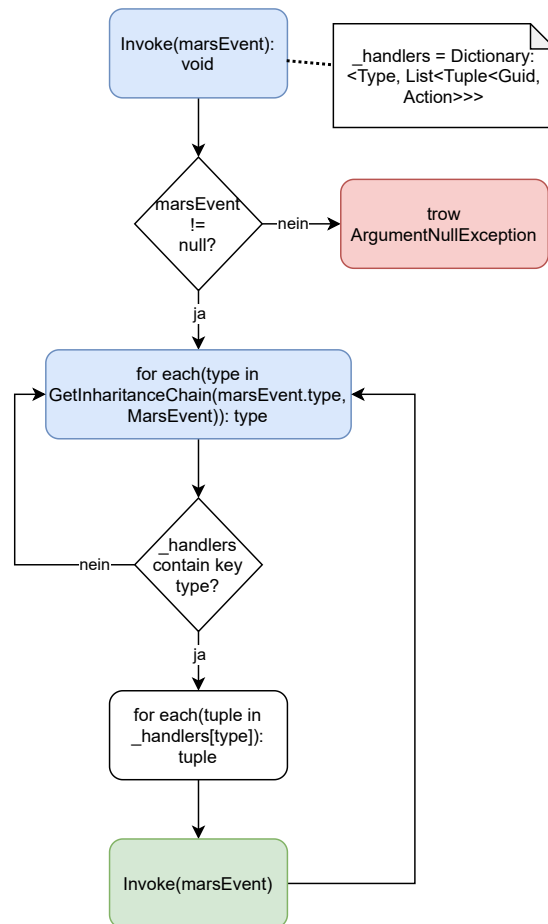 Invoke(marsEvent):
void
_handlers = Dictionary:
<Type, List<Tuple<Guid,
Action>>>
marsEvent
!=
null?
nein
trow
ArgumentNullException
ja
for each(type in
GetInharitanceChain(marsEvent.type,
MarsEvent)): type
_handlers
contain key
type?
nein
ja
for each(tuple in
_handlers[type]):
tuple
Invoke(marsEvent)